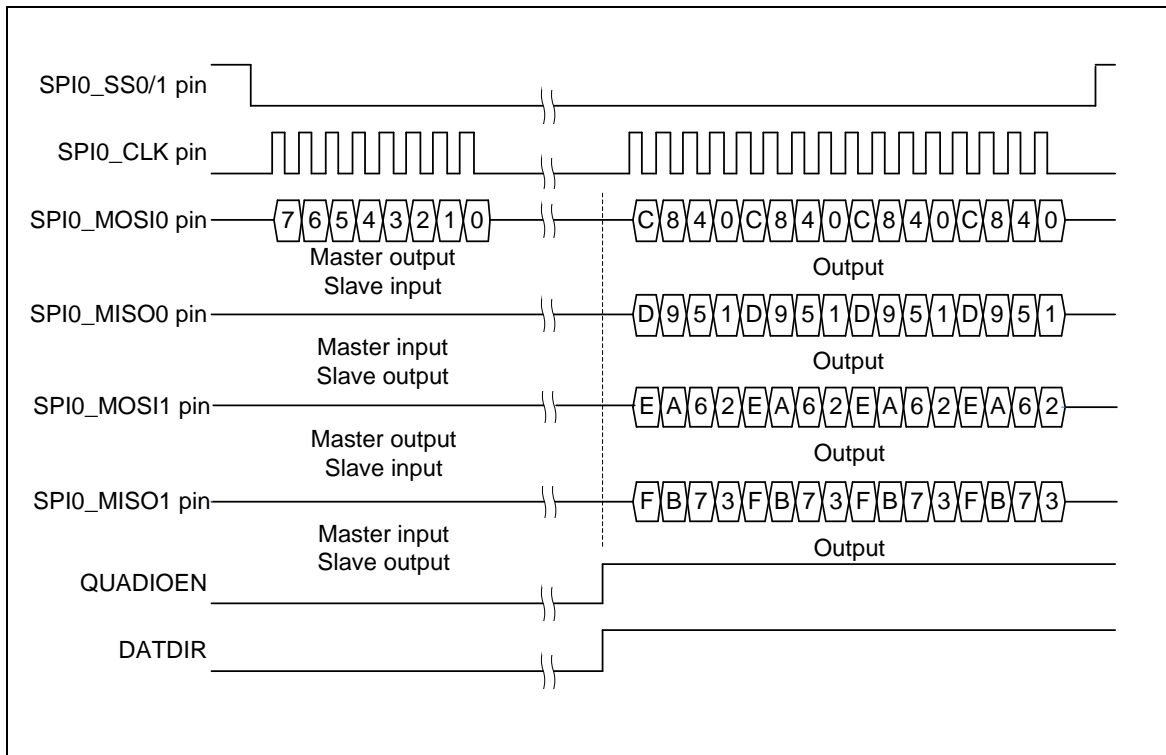 SPI0_SS0/1 pin
SPI0_CLK pin
SPI0_MOSI0 pin
7 6 5 4 3 2 1 0
C 8 4 0 C 8 4 0 C 8 4 0 C 8 4 0
Master output
Slave input
Output
SPI0_MISO0 pin
D 9 5 1 D 9 5 1 D 9 5 1 D 9 5 1
Master input
Slave output
Output
SPI0_MOSI1 pin
E A 6 2 E A 6 2 E A 6 2 E A 6 2
Master output
Slave input
Output
SPI0_MISO1 pin
F B 7 3 F B 7 3 F B 7 3 F B 7 3
Master input
Slave output
Output
QUADIOEN
DATDIR